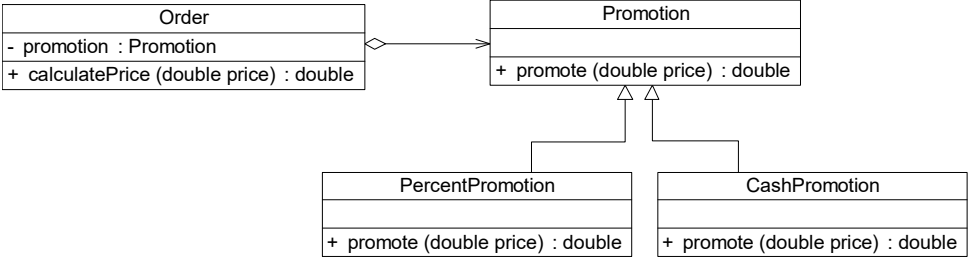 Order
- promotion : Promotion
+ calculatePrice (double price) : double
Promotion
+ promote (double price) : double
PercentPromotion
+ promote (double price) : double
CashPromotion
+ promote (double price) : double